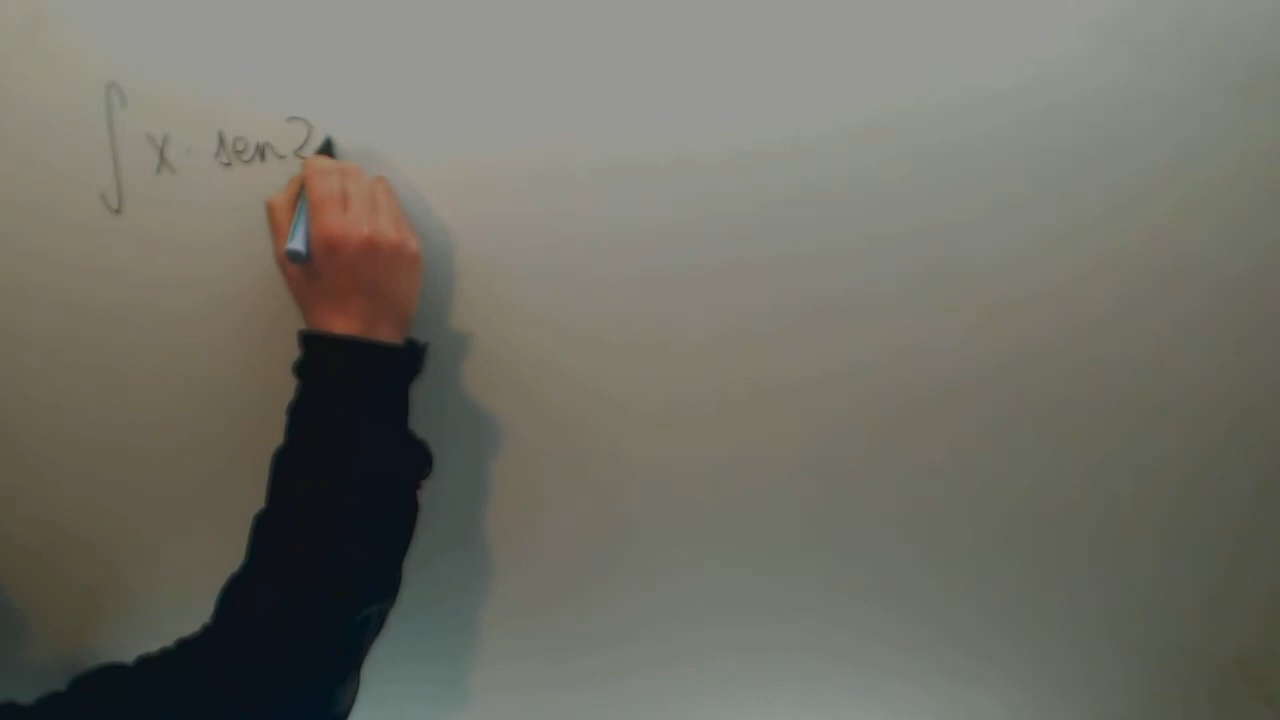 ∫ x · sen 2